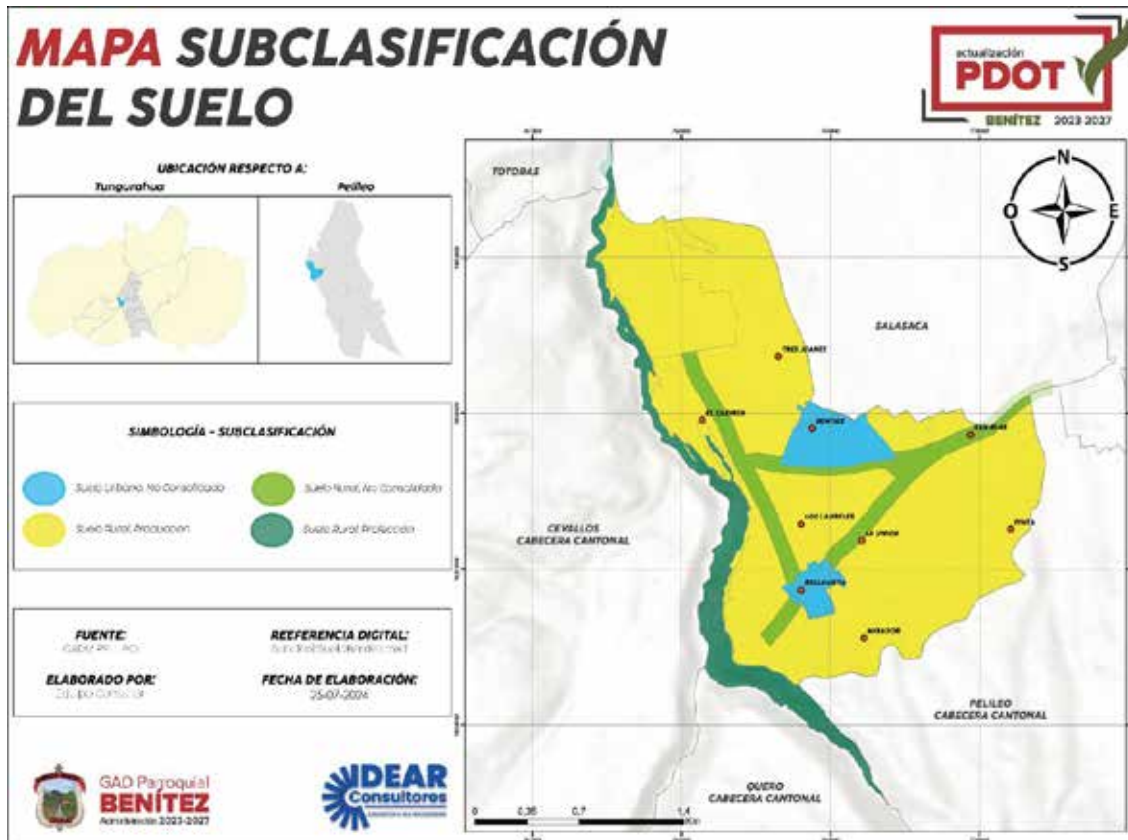 MAPA SUBCLASIFICACIÓN
DEL SUELO
actualización
PDOT
BENÍTEZ 2023-2027
UBICACIÓN RESPECTO A:
Tungurahua
Pelileo
SIMBOLOGÍA - SUBCLASIFICACIÓN
Suelo Urbano No Consolidado
Suelo Rural No Consolidado
Suelo Rural Producción
Suelo Rural Protección
FUENTE:
REEFERENCIA DIGITAL:
ELABORADO POR:
Equipo Consultor
FECHA DE ELABORACIÓN:
25-07-2024
GAD Parroquial
BENÍTEZ
Administración 2023-2027
IDEAR
Consultores
TOTORAS
N
O
E
S
SALASACA
TRES JUANES
BENITEZ
LOS LAURELES
LA UNION
BELLAVISTA
MIRADOR
CEVALLOS
CABECERA CANTONAL
PELILEO
CABECERA CANTONAL
QUERO
CABECERA CANTONAL
0 0,35 0,7 1,4
Km